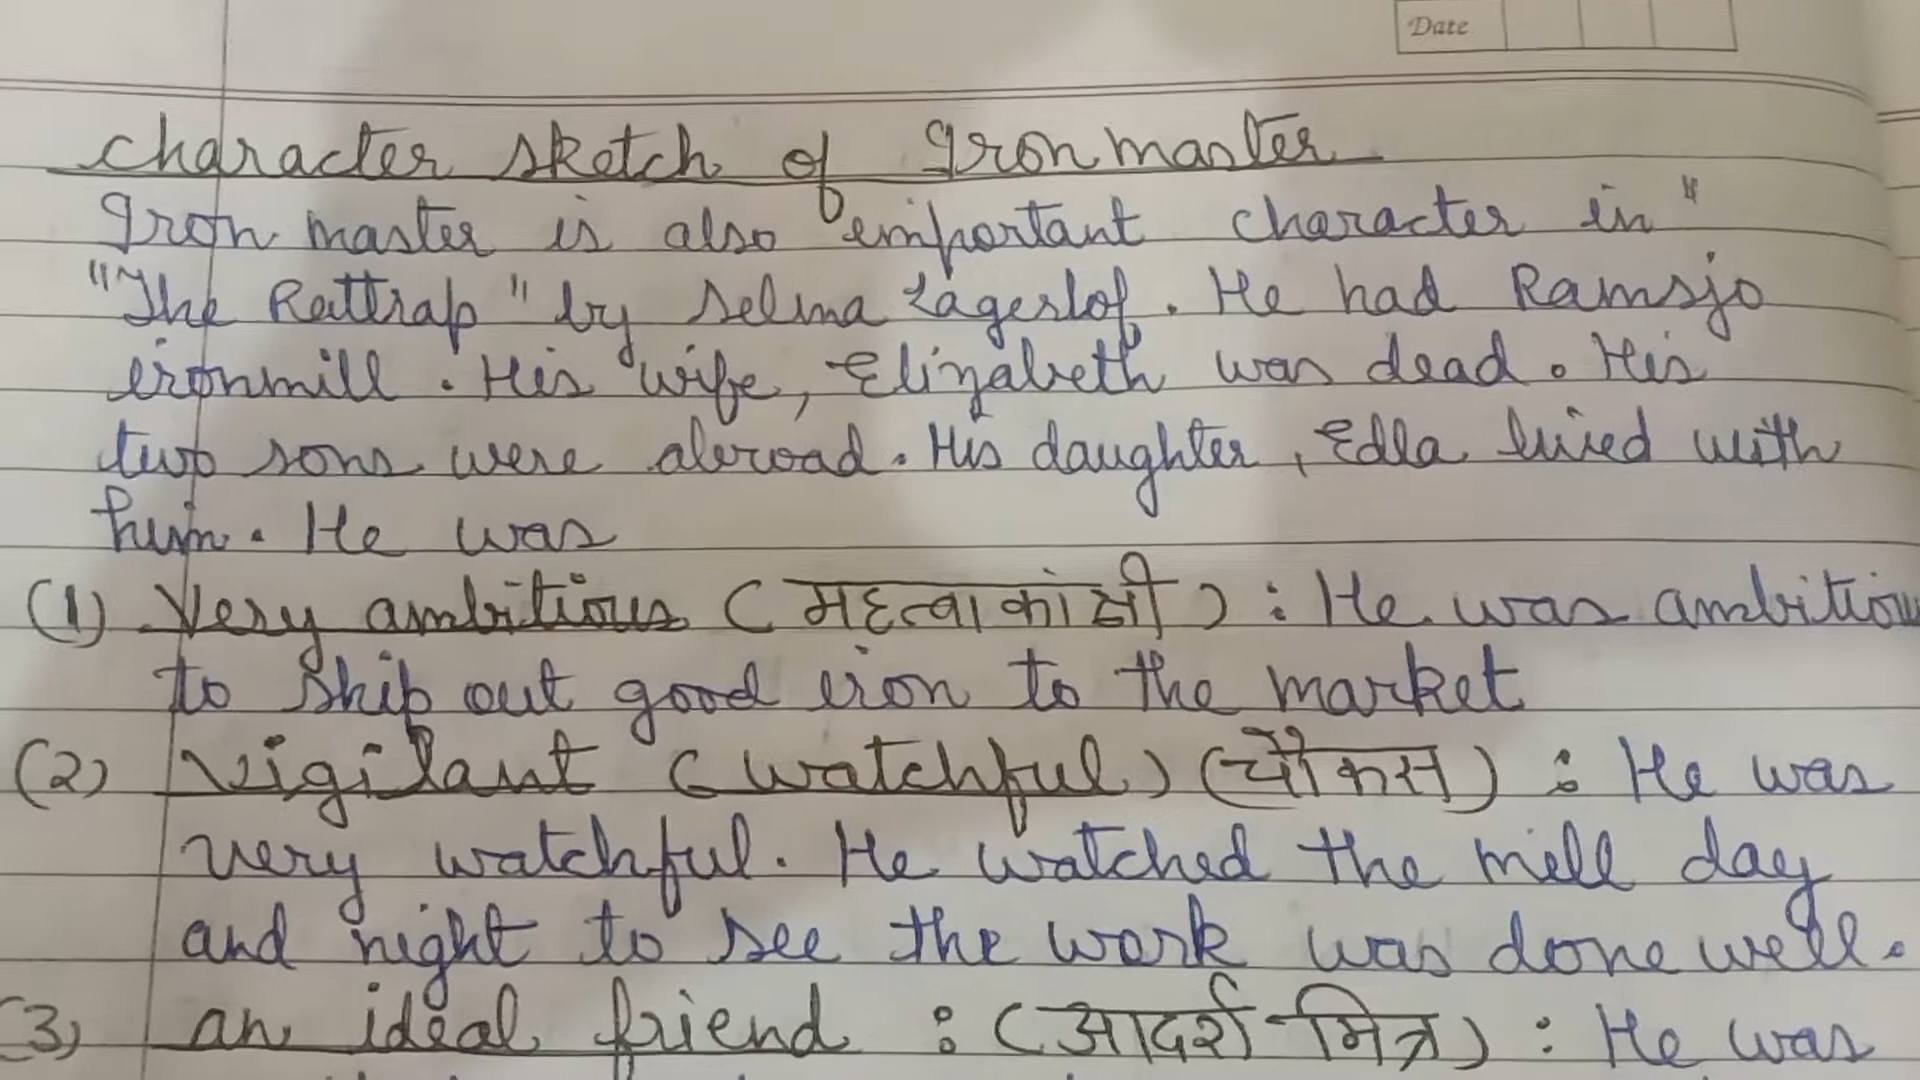 Date
Character sketch of Ironmaster
Iron master is also important character in "
"The Rattrap" by Selma Lagerlof. He had Ramsjo
ironmill. His wife, Elizabeth was dead. His
two sons were abroad. His daughter, Edla lived with
him. He was
(1) Very ambitious (महत्वाकांक्षी) : He was ambitiou
to ship out good iron to the market
(2) Vigilant (watchful) (चौकस) : He was
very watchful. He watched the mill day
and night to see the work was done well.
(3) an ideal friend : (आदर्श मित्र) : He was